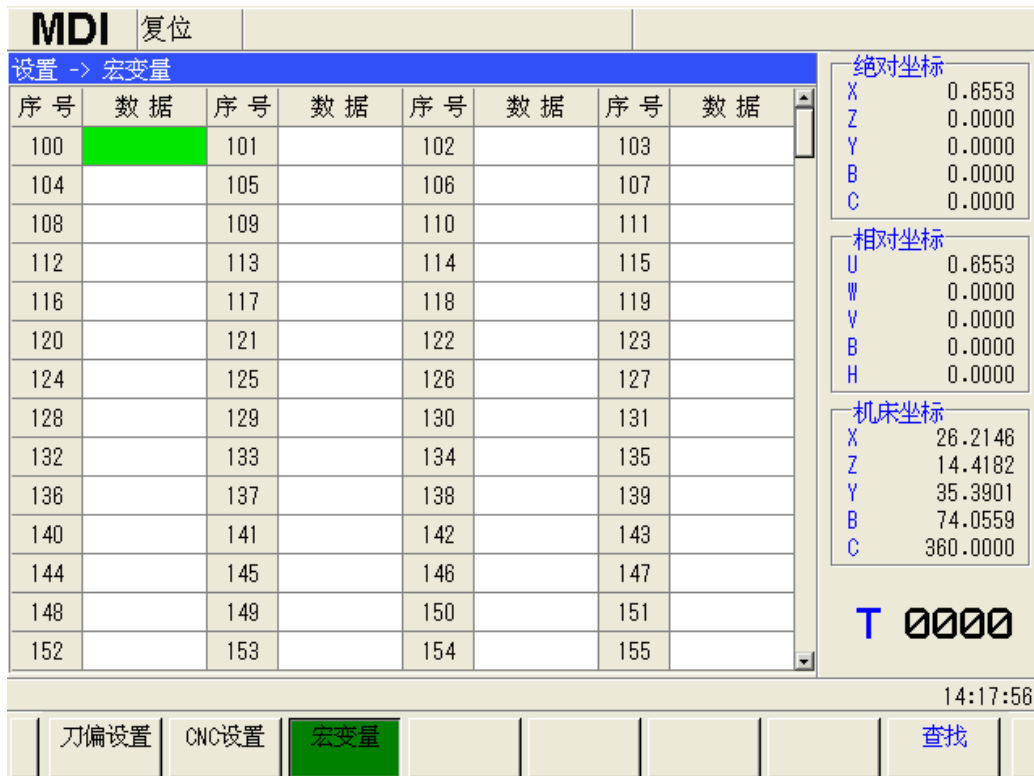 MDI 复位
设置 -> 宏变量
序 号 数 据 序 号 数 据 序 号 数 据 序 号 数 据
100 101 102 103
104 105 106 107
108 109 110 111
112 113 114 115
116 117 118 119
120 121 122 123
124 125 126 127
128 129 130 131
132 133 134 135
136 137 138 139
140 141 142 143
144 145 146 147
148 149 150 151
152 153 154 155
绝对坐标
X 0.6553
Z 0.0000
Y 0.0000
B 0.0000
C 0.0000
相对坐标
U 0.6553
W 0.0000
V 0.0000
B 0.0000
H 0.0000
机床坐标
X 26.2146
Z 14.4182
Y 35.3901
B 74.0559
C 360.0000
T 0000
14:17:56
刀偏设置 CNC设置 宏变量 查找